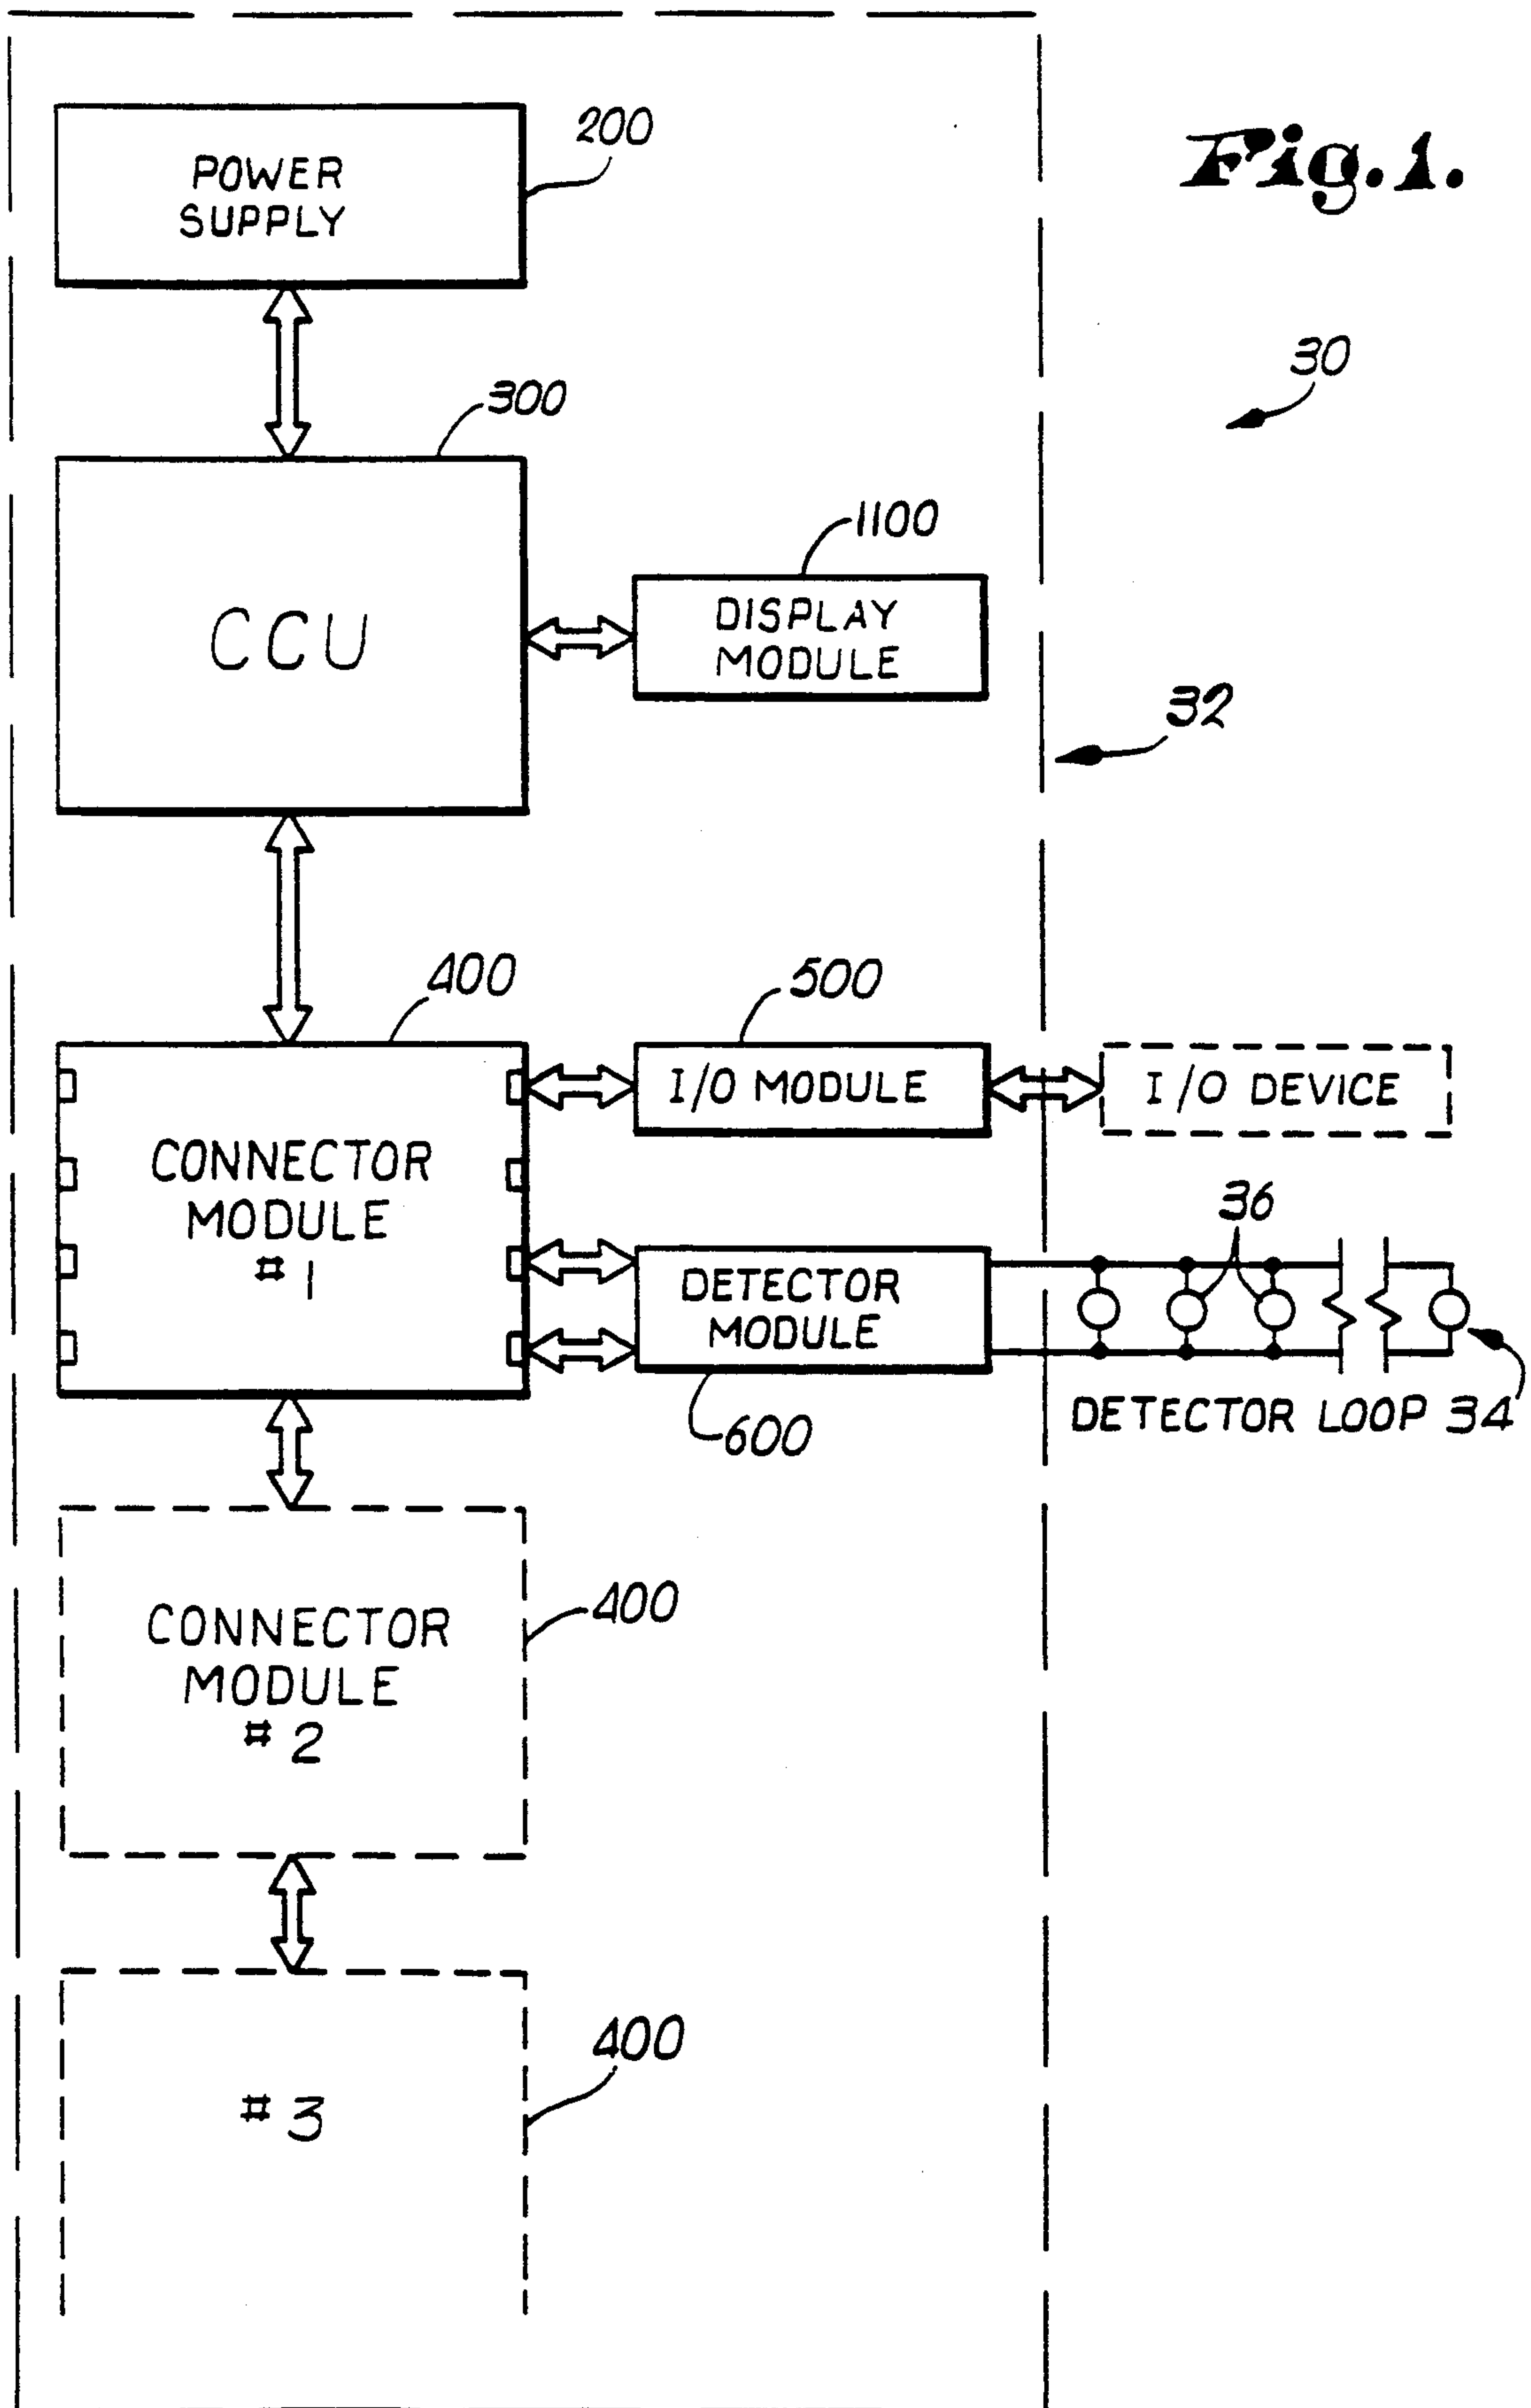 Fig. 1.
200
POWER
SUPPLY
30
300
1100
CCU
DISPLAY
MODULE
32
400
500
I/O MODULE
I/O DEVICE
CONNECTOR
MODULE
#1
36
DETECTOR
MODULE
600
DETECTOR LOOP 34
400
CONNECTOR
MODULE
#2
400
#3